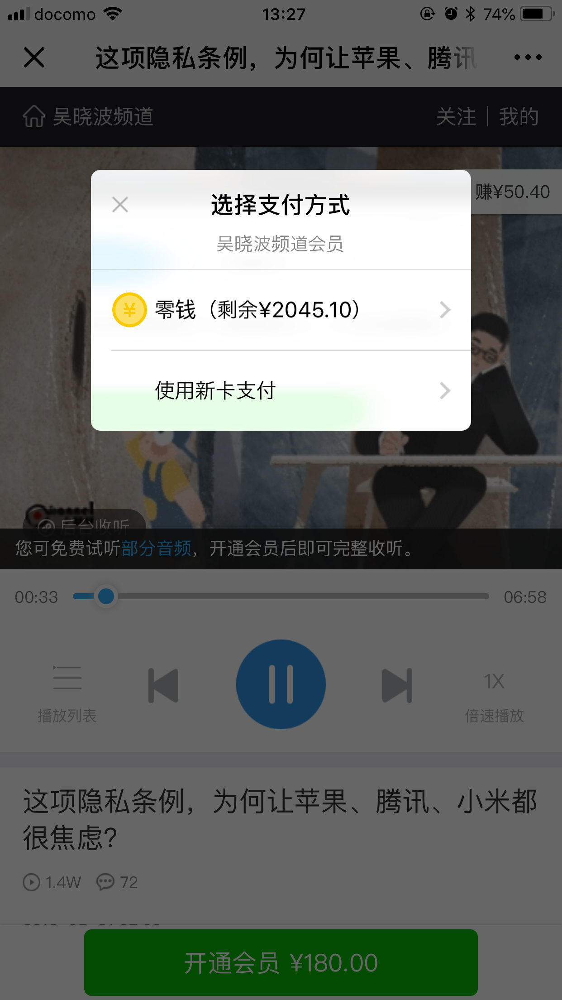 docomo 13:27 74%
这项隐私条例，为何让苹果、腾讯
吴晓波频道 关注 | 我的
赚¥50.40
选择支付方式
吴晓波频道会员
零钱（剩余¥2045.10）
使用新卡支付
后台收听
您可免费试听部分音频，开通会员后即可完整收听。
00:33 06:58
1X
播放列表 倍速播放
这项隐私条例，为何让苹果、腾讯、小米都
很焦虑?
1.4W 72
开通会员 ¥180.00